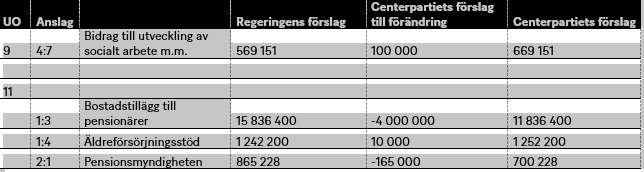 UO Anslag Regeringens förslag Centerpartiets förslag till förändring Centerpartiets förslag
9 4:7 Bidrag till utveckling av socialt arbete m.m. 569 151 100 000 669 151
11
1:3 Bostadstillägg till pensionärer 15 836 400 -4 000 000 11 836 400
1:4 Äldreförsörjningsstöd 1 242 200 10 000 1 252 200
2:1 Pensionsmyndigheten 865 228 -165 000 700 228